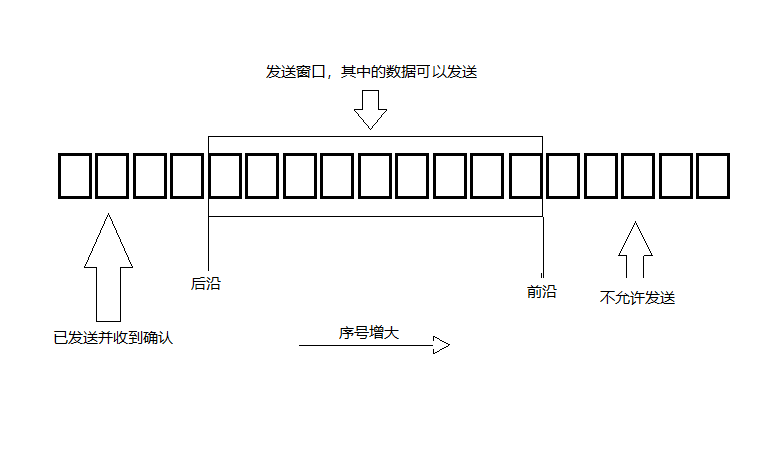 发送窗口，其中的数据可以发送
后沿
前沿
不允许发送
已发送并收到确认
序号增大